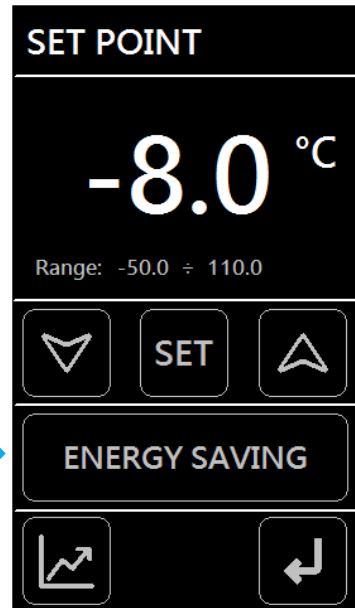 SET POINT
-8.0 °C
Range: -50.0 ÷ 110.0
SET
ENERGY SAVING